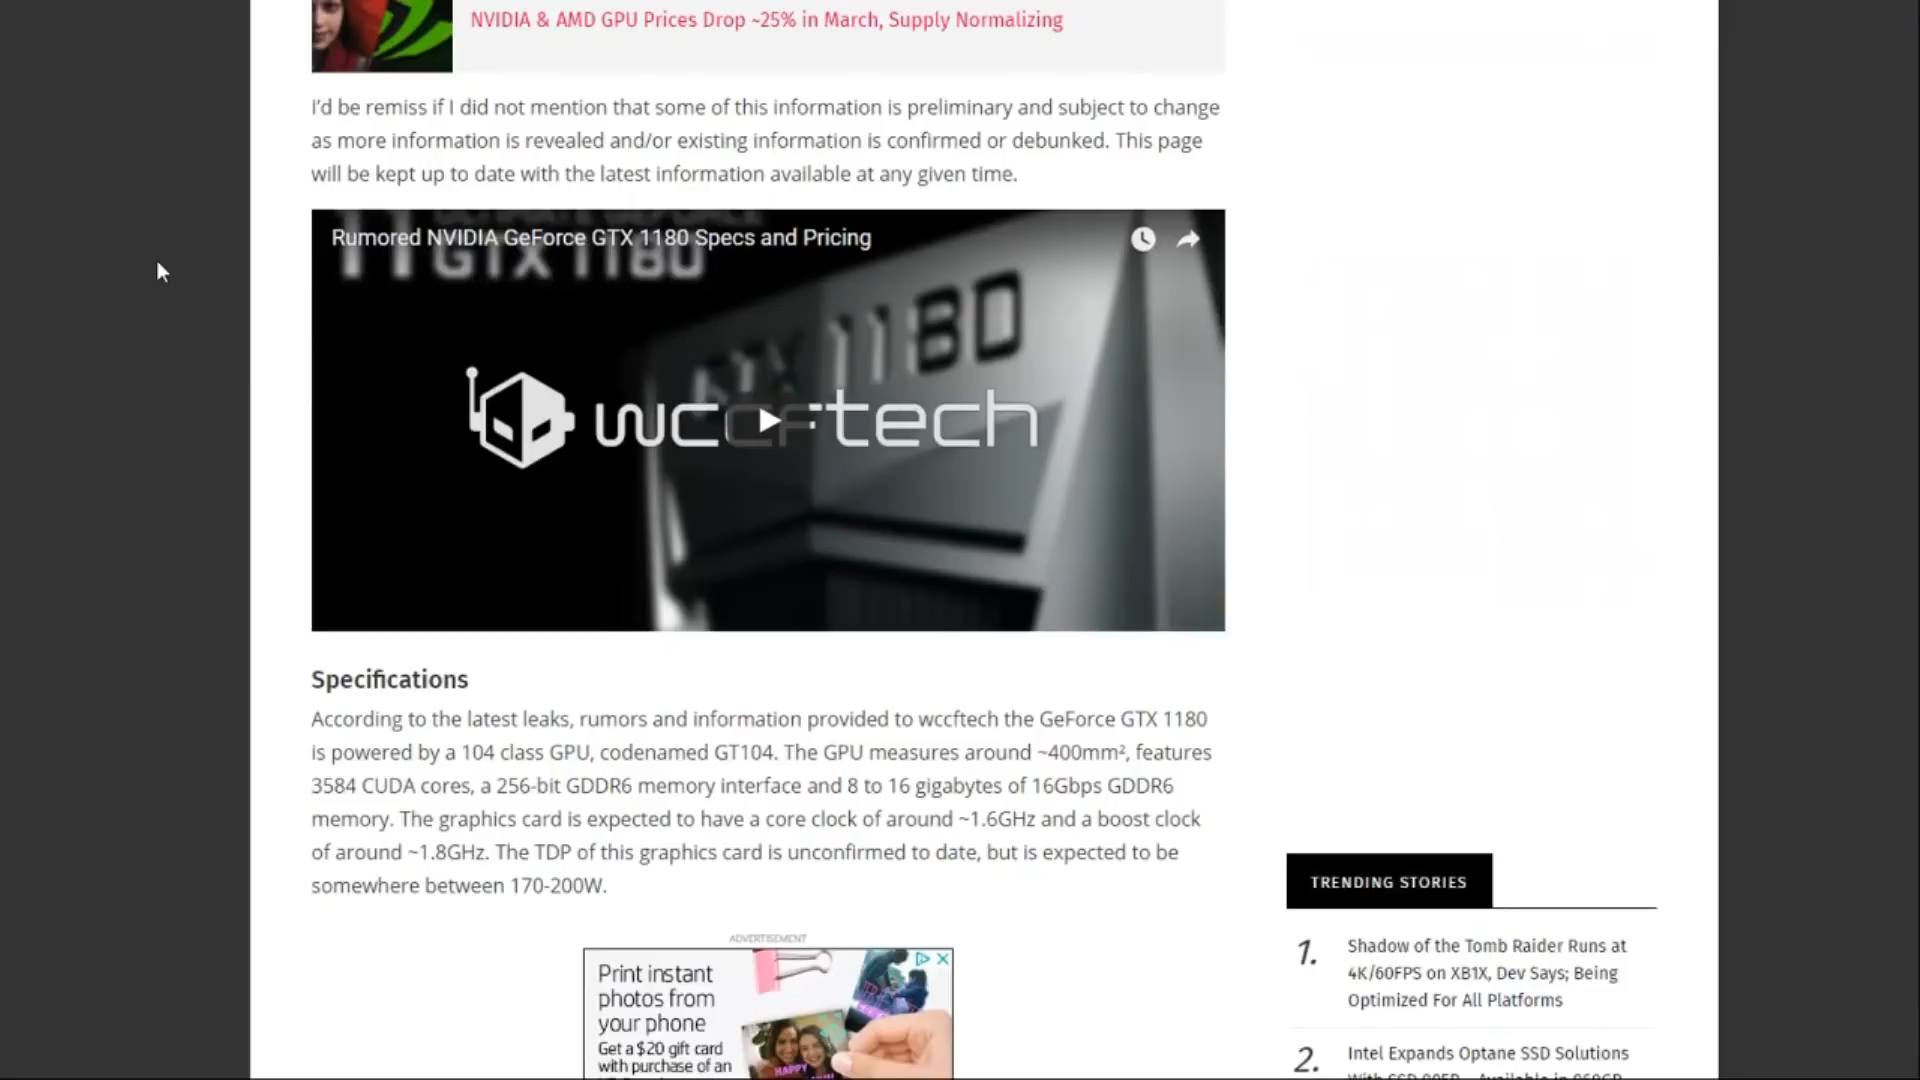 NVIDIA & AMD GPU Prices Drop ~25% in March, Supply Normalizing
I'd be remiss if I did not mention that some of this information is preliminary and subject to change
as more information is revealed and/or existing information is confirmed or debunked. This page
will be kept up to date with the latest information available at any given time.
11
GTX 1180
Rumored NVIDIA GeForce GTX 1180 Specs and Pricing
GTX 1180
wccftech
Specifications
According to the latest leaks, rumors and information provided to wccftech the GeForce GTX 1180
is powered by a 104 class GPU, codenamed GT104. The GPU measures around ~400mm², features
3584 CUDA cores, a 256-bit GDDR6 memory interface and 8 to 16 gigabytes of 16Gbps GDDR6
memory. The graphics card is expected to have a core clock of around ~1.6GHz and a boost clock
of around ~1.8GHz. The TDP of this graphics card is unconfirmed to date, but is expected to be
somewhere between 170-200W.
ADVERTISEMENT
Print instant
photos from
your phone
Get a $20 gift card
with purchase of an
HAPPY
TRENDING STORIES
1. Shadow of the Tomb Raider Runs at
4K/60FPS on XB1X, Dev Says; Being
Optimized For All Platforms
2. Intel Expands Optane SSD Solutions